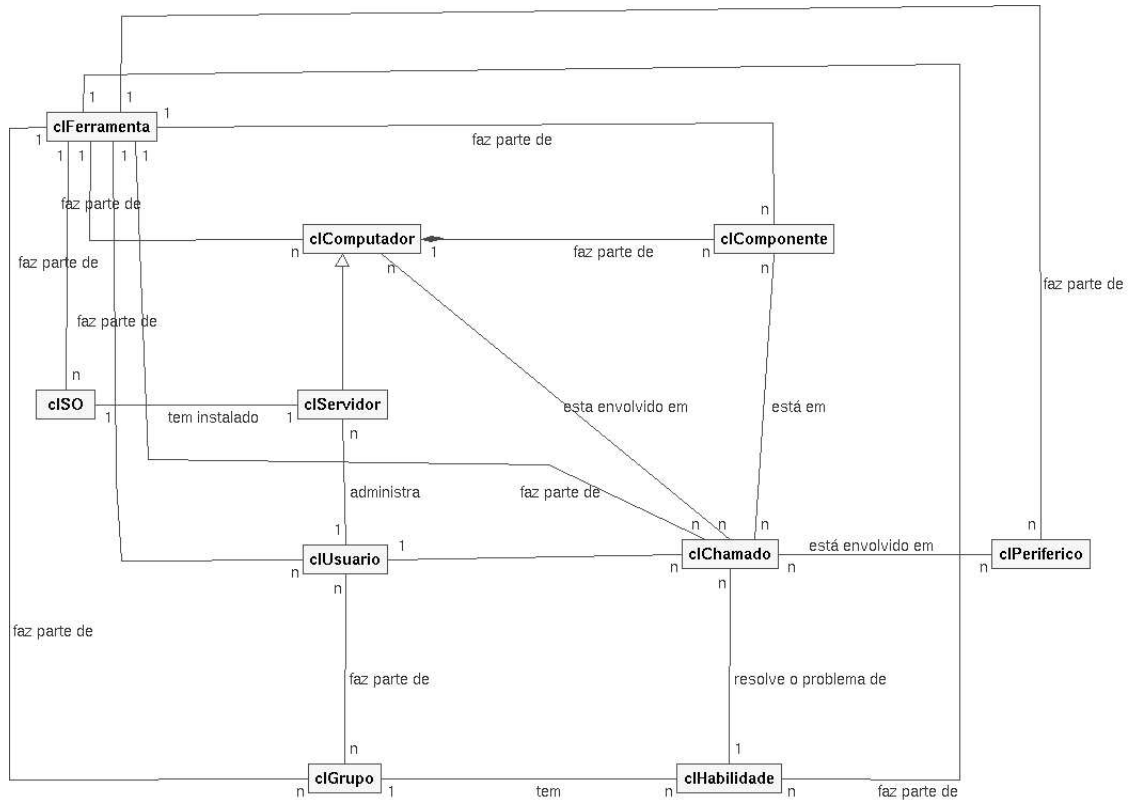 1 1 1
clFerramenta
1 1 1 1 1
faz parte de
faz parte de
n
clComputador
n 1
faz parte de
n
clComponente
n
n
faz parte de
faz parte de
faz parte de
n
clSO
1
tem instalado
1
clServidor
n
esta envolvido em
está em
administra
faz parte de
1
n n n
n
clUsuario
1
n
clChamado
n
está envolvido em
n
n
clPeriferico
n
n
faz parte de
faz parte de
resolve o problema de
n
1
clGrupo
n 1
tem
n
clHabilidade
n
faz parte de